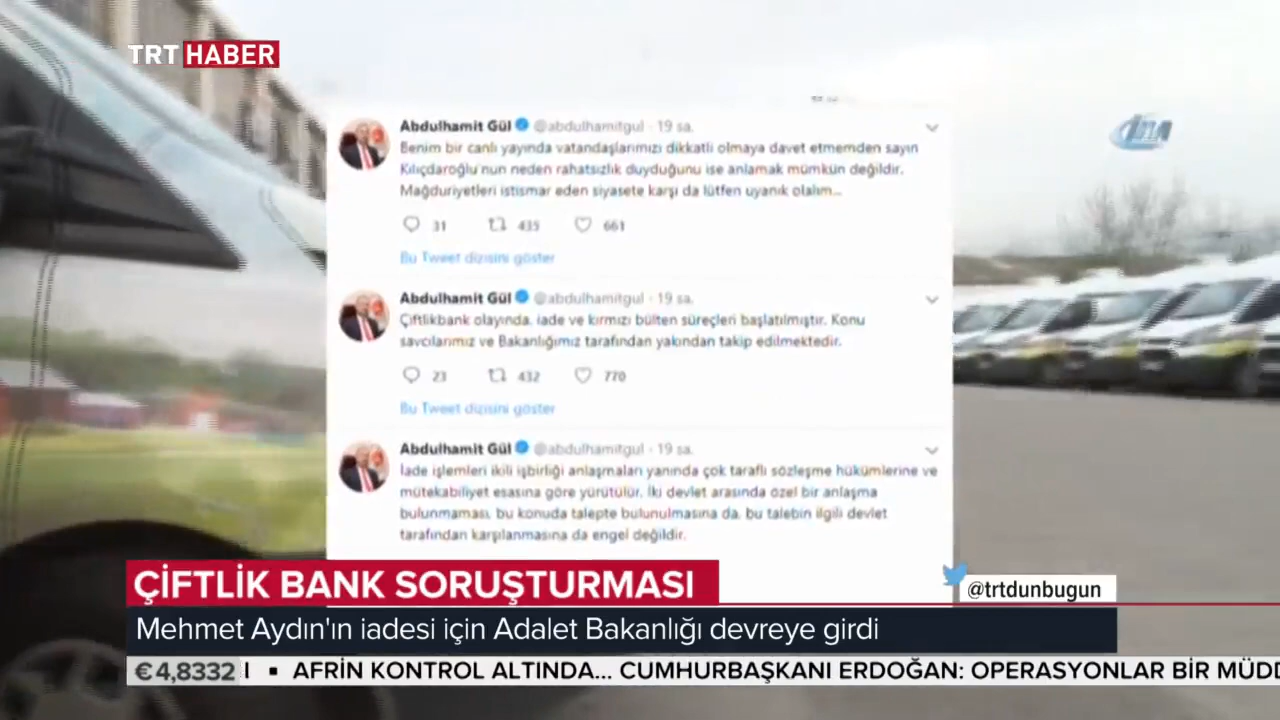 TRT HABER
İHA
Abdulhamit Gül @abdulhamitgul · 19 sa.
Benim bir canlı yayında vatandaşlarımızı dikkatli olmaya davet etmemden sayın
Kılıçdaroğlu'nun neden rahatsızlık duyduğunu ise anlamak mümkün değildir.
Mağduriyetleri istismar eden siyasete karşı da lütfen uyanık olalım...
31 435 661
Bu Tweet dizisini göster
Abdulhamit Gül @abdulhamitgul · 19 sa.
Çiftlikbank olayında, iade ve kırmızı bülten süreçleri başlatılmıştır. Konu
savcılarımız ve Bakanlığımız tarafından yakından takip edilmektedir.
23 432 770
Bu Tweet dizisini göster
Abdulhamit Gül @abdulhamitgul · 19 sa.
İade işlemleri ikili işbirliği anlaşmaları yanında çok taraflı sözleşme hükümlerine ve
mütekabiliyet esasına göre yürütülür. İki devlet arasında özel bir anlaşma
bulunmaması, bu konuda talepte bulunulmasına da, bu talebin ilgili devlet
tarafından karşılanmasına da engel değildir.
ÇİFTLİK BANK SORUŞTURMASI
@trtdunbugun
Mehmet Aydın'ın iadesi için Adalet Bakanlığı devreye girdi
€ 4,8332 ▪ AFRİN KONTROL ALTINDA... CUMHURBAŞKANI ERDOĞAN: OPERASYONLAR BİR MÜDD